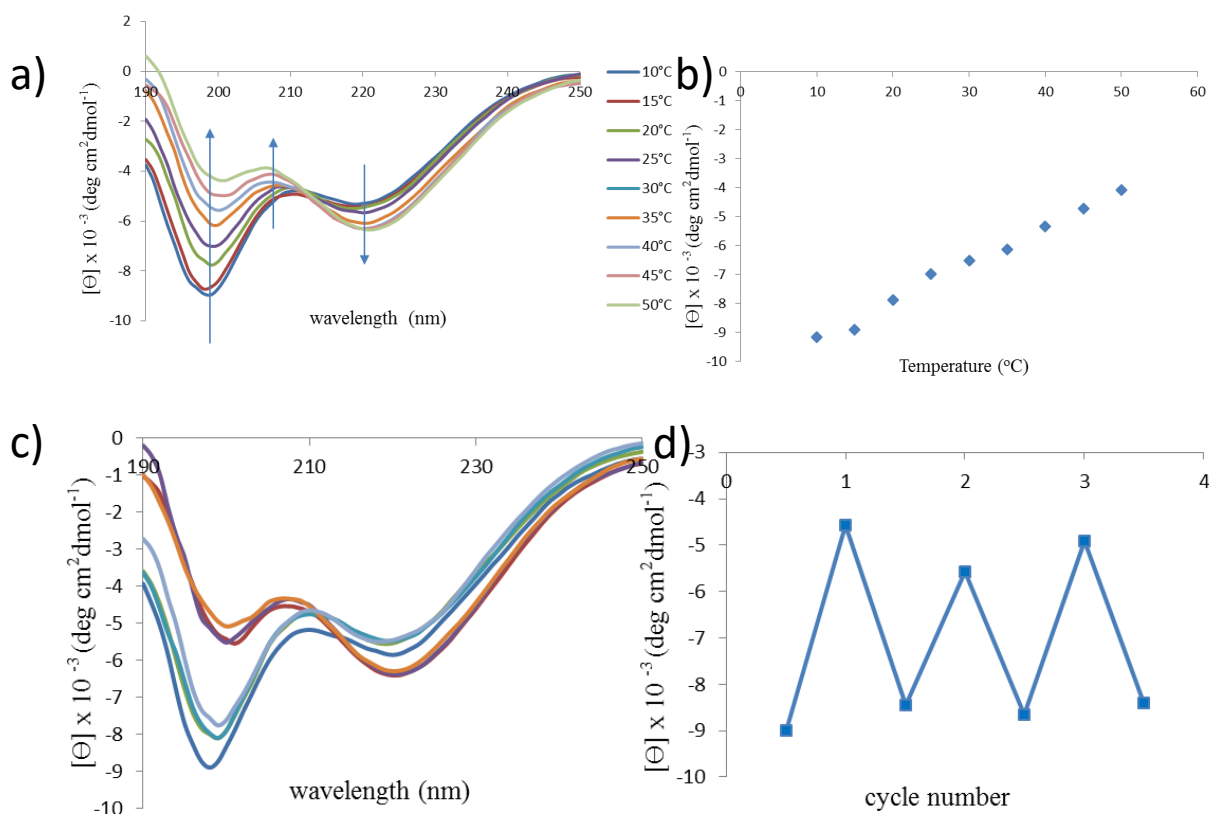 a)
2
0
-2
-4
-6
-8
-10
190 200 210 220 230 240 250
[Θ] x 10 -3 (deg cm2dmol-1)
wavelength (nm)
10°C
15°C
20°C
25°C
30°C
35°C
40°C
45°C
50°C
b)
0
-1
-2
-3
-4
-5
-6
-7
-8
-9
-10
0 10 20 30 40 50 60
[Θ] x 10 -3 (deg cm2dmol-1)
Temperature (oC)
c)
0
-1
-2
-3
-4
-5
-6
-7
-8
-9
-10
190 210 230 250
[Θ] x 10 -3 (deg cm2dmol-1)
wavelength (nm)
d)
-3
-4
-5
-6
-7
-8
-9
-10
0 1 2 3 4
[Θ] x 10 -3 (deg cm2dmol-1)
cycle number